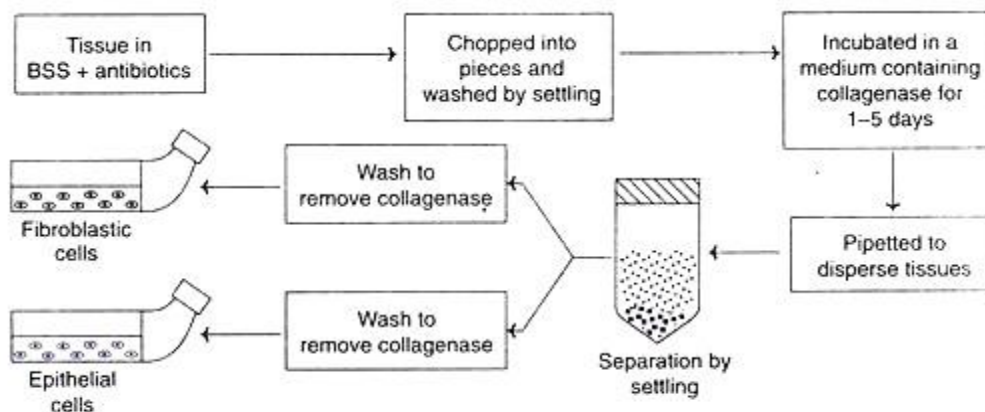 Tissue in
BSS + antibiotics
Chopped into
pieces and
washed by settling
Incubated in a
medium containing
collagenase for
1–5 days
Pipetted to
disperse tissues
Separation by
settling
Wash to
remove collagenase
Fibroblastic
cells
Wash to
remove collagenase
Epithelial
cells